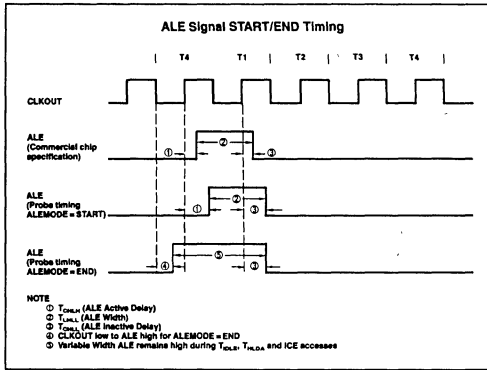 ALE Signal START/END Timing
T4 T1 T2 T3 T4
CLKOUT
ALE
(Commercial chip
specification)
① ② ③
ALE
(Probe timing
ALEMODE = START)
① ② ③
ALE
(Probe timing
ALEMODE = END)
④ ⑤ ③
NOTE
① TCHLH (ALE Active Delay)
② TLHLL (ALE Width)
③ TCHLL (ALE Inactive Delay)
④ CLKOUT low to ALE high for ALEMODE = END
⑤ Variable Width ALE remains high during TIDLE, THLDA and ICE accesses